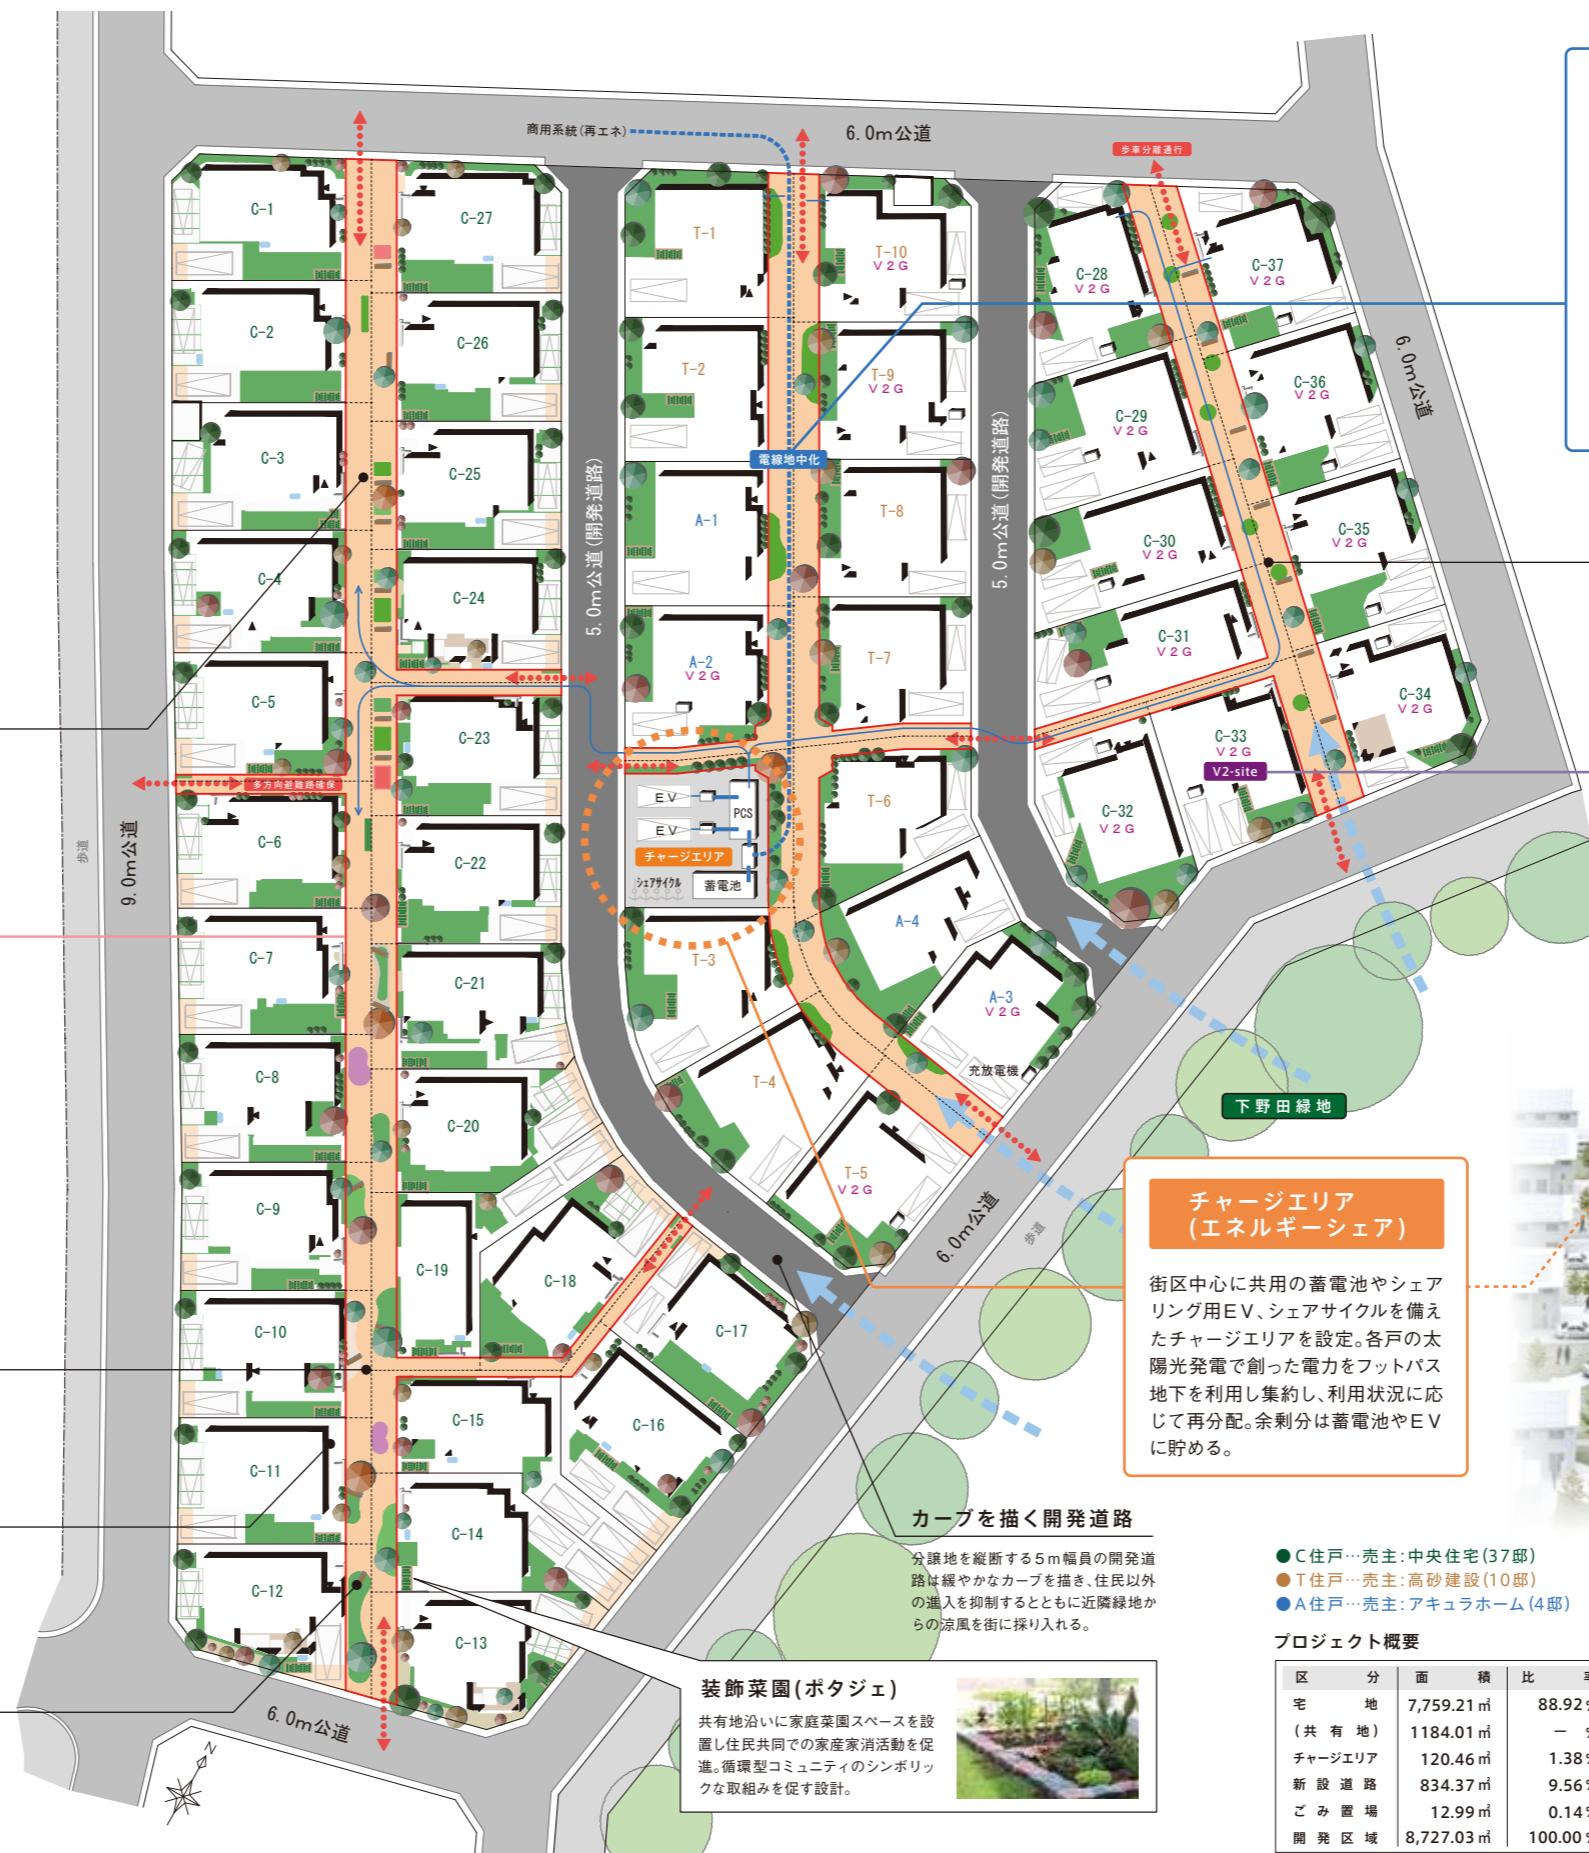 商用系統(再エネ)
6.0m公道
歩車分離通行
C-1
C-27
T-1
T-10
V2G
C-28
V2G
C-37
V2G
C-2
C-26
T-2
T-9
V2G
C-36
V2G
6.0m公道
C-3
C-25
5.0m公道(開発道路)
電線地中化
A-1
T-8
5.0m公道(開発道路)
C-29
V2G
C-30
V2G
C-35
V2G
C-4
C-24
A-2
V2G
T-7
C-31
V2G
C-34
V2G
C-5
C-23
C-33
V2G
V2-site
多方向避難路確保
歩道
9.0m公道
C-6
C-22
EV
EV
PCS
チャージエリア
シェアサイクル
蓄電池
T-6
C-32
V2G
C-7
C-21
T-3
A-4
A-3
V2G
充放電機
C-8
C-20
T-4
T-5
V2G
下野田緑地
C-9
C-19
C-18
6.0m公道
歩道
C-10
C-17
C-15
C-16
C-11
C-14
C-12
C-13
6.0m公道
N
チャージエリア
(エネルギーシェア)
街区中心に共用の蓄電池やシェア
リング用EV、シェアサイクルを備え
たチャージエリアを設定。各戸の太
陽光発電で創った電力をフットパス
地下を利用し集約し、利用状況に応
じて再分配。余剰分は蓄電池やEV
に貯める。
カーブを描く開発道路
分譲地を縦断する5m幅員の開発道
路は緩やかなカーブを描き、住民以外
の進入を抑制するとともに近隣緑地か
らの涼風を街に採り入れる。
装飾菜園(ポタジェ)
共有地沿いに家庭菜園スペースを設
置し住民共同での家産家消活動を促
進。循環型コミュニティのシンボリッ
クな取組みを促す設計。
●C住戸…売主:中央住宅(37邸)
●T住戸…売主:高砂建設(10邸)
●A住戸…売主:アキュラホーム(4邸)
プロジェクト概要
区分 面積 比率
宅地 7,759.21㎡ 88.92%
(共有地) 1184.01㎡ ー %
チャージエリア 120.46㎡ 1.38%
新設道路 834.37㎡ 9.56%
ごみ置場 12.99㎡ 0.14%
開発区域 8,727.03㎡ 100.00%